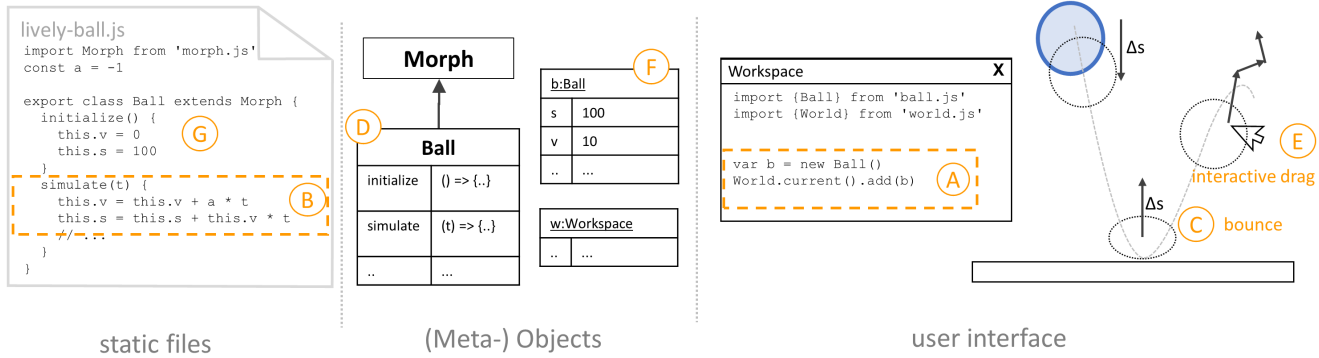 lively-ball.js
import Morph from 'morph.js'
const a = -1
export class Ball extends Morph {
initialize() {
this.v = 0
this.s = 100
}
G
simulate(t) {
this.v = this.v + a * t
this.s = this.s + this.v * t
// ...
}
}
B
static files
Morph
D
Ball
initialize () => {..}
simulate (t) => {..}
.. ...
F
b:Ball
s 100
v 10
.. ...
w:Workspace
.. ...
(Meta-) Objects
Workspace X
import {Ball} from 'ball.js'
import {World} from 'world.js'
var b = new Ball()
World.current().add(b)
A
Δs
E
interactive drag
Δs
C bounce
user interface